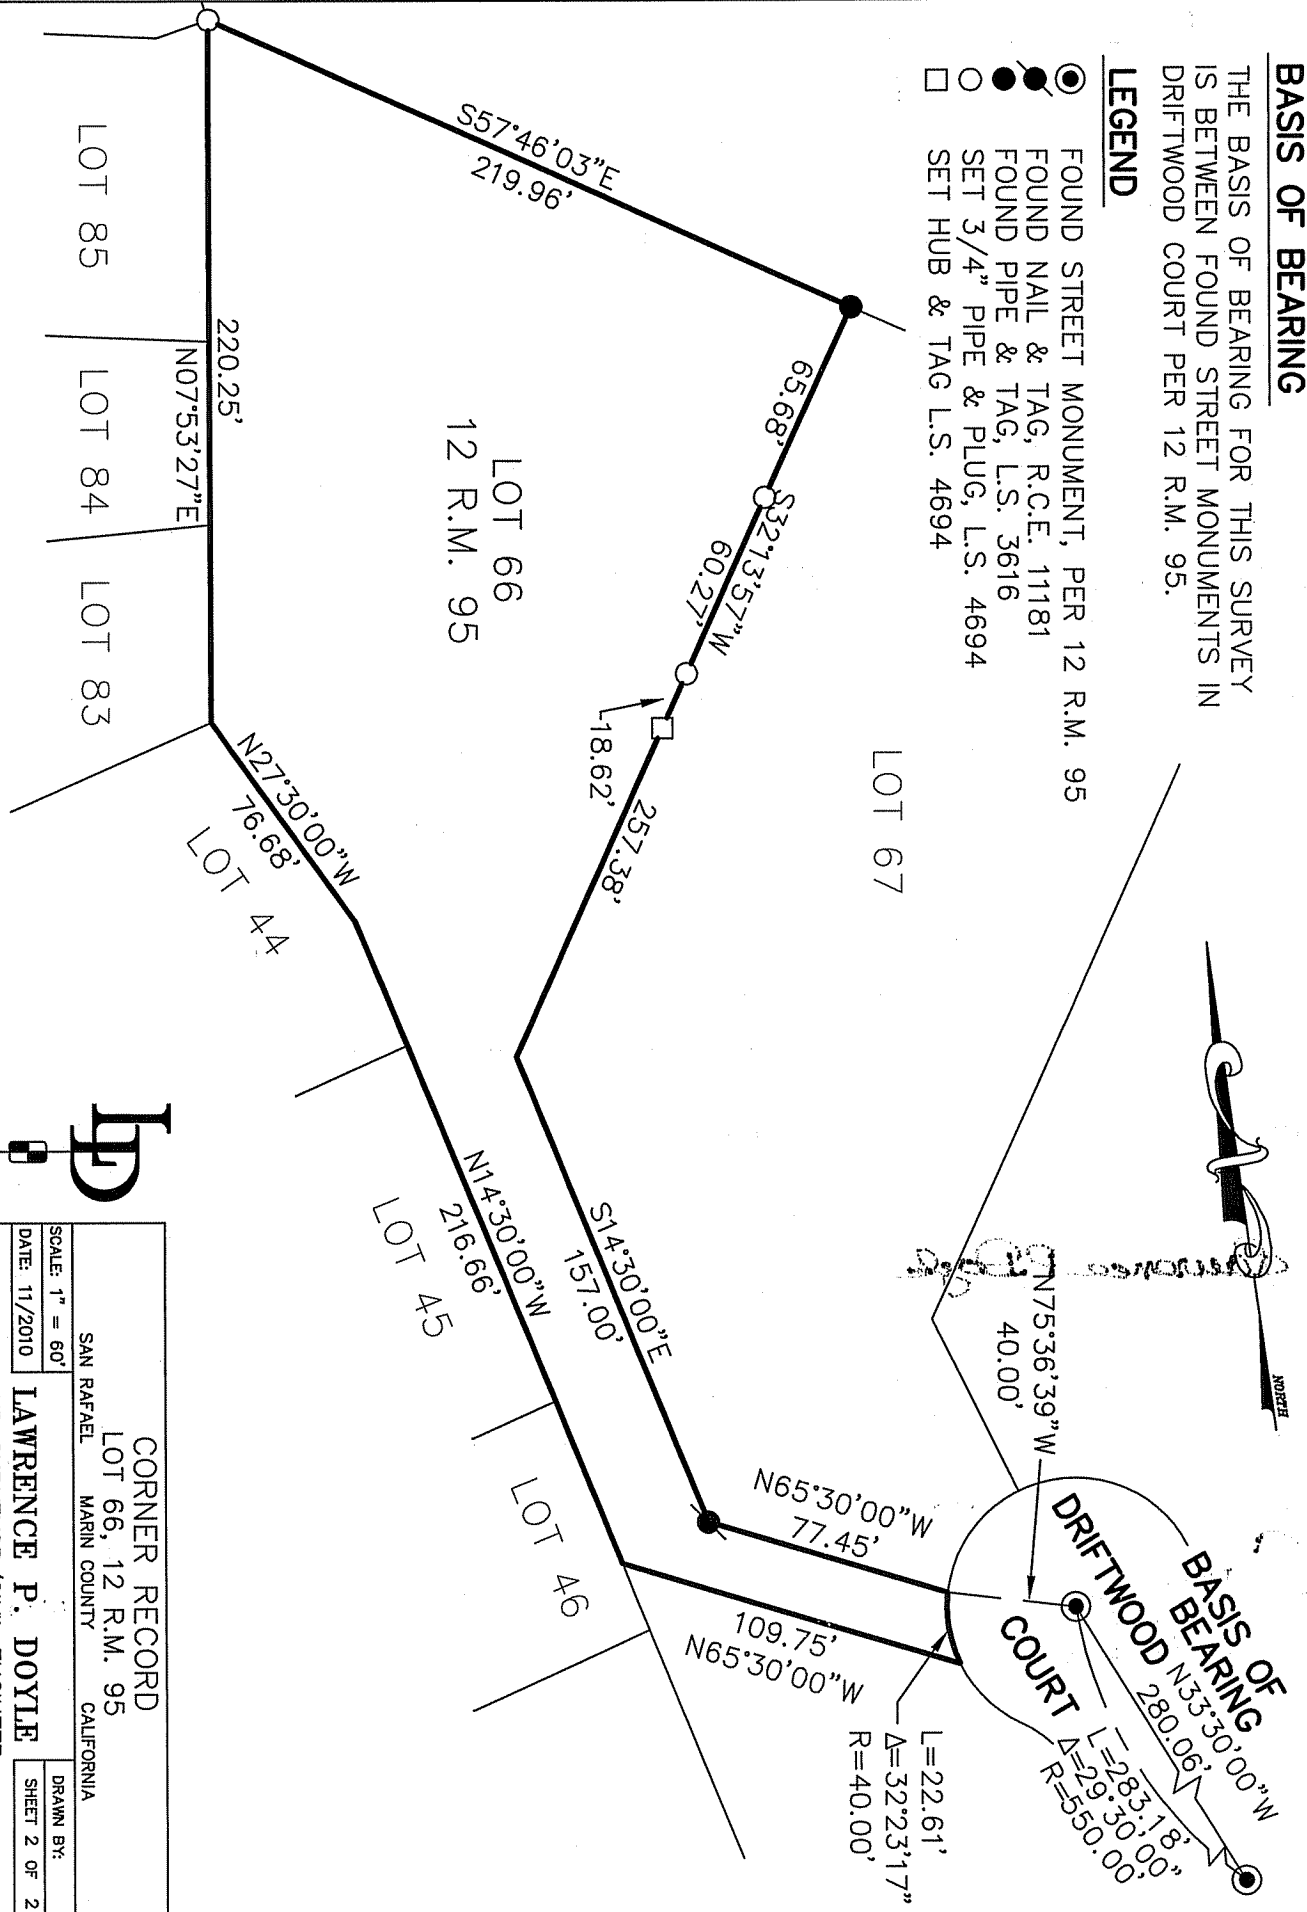 BASIS OF BEARING
THE BASIS OF BEARING FOR THIS SURVEY
IS BETWEEN FOUND STREET MONUMENTS IN
DRIFTWOOD COURT PER 12 R.M. 95.
LEGEND
FOUND STREET MONUMENT, PER 12 R.M. 95
FOUND NAIL & TAG, R.C.E. 11181
FOUND PIPE & TAG, L.S. 3616
SET 3/4" PIPE & PLUG, L.S. 4694
SET HUB & TAG L.S. 4694
NORTH
BASIS OF
BEARING
N33°30'00"W
280.06'
L=283.18'
Δ=29°30'00"
R=550.00'
DRIFTWOOD
COURT
N75°36'39"W
40.00'
L=22.61'
Δ=32°23'17"
R=40.00'
N65°30'00"W
77.45'
109.75'
N65°30'00"W
LOT 67
S57°46'03"E
219.96'
65.68'
S32°13'57"W
60.27'
18.62'
257.38'
S14°30'00"E
157.00'
LOT 66
12 R.M. 95
N14°30'00"W
216.66'
LOT 46
LOT 45
N27°30'00"W
76.68'
LOT 44
220.25'
N07°53'27"E
LOT 85
LOT 84
LOT 83
LD
CORNER RECORD
LOT 66, 12 R.M. 95
SAN RAFAEL MARIN COUNTY CALIFORNIA
SCALE: 1" = 60'
DATE: 11/2010
LAWRENCE P. DOYLE
DRAWN BY:
SHEET 2 OF 2